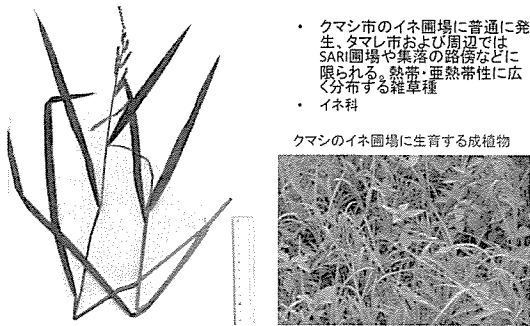 ・ クマシ市のイネ圃場に普通に発
生、タマレ市および周辺では
SARI圃場や集落の路傍などに
限られる。熱帯・亜熱帯性に広
く分布する雑草種
・ イネ科
クマシのイネ圃場に生育する成植物